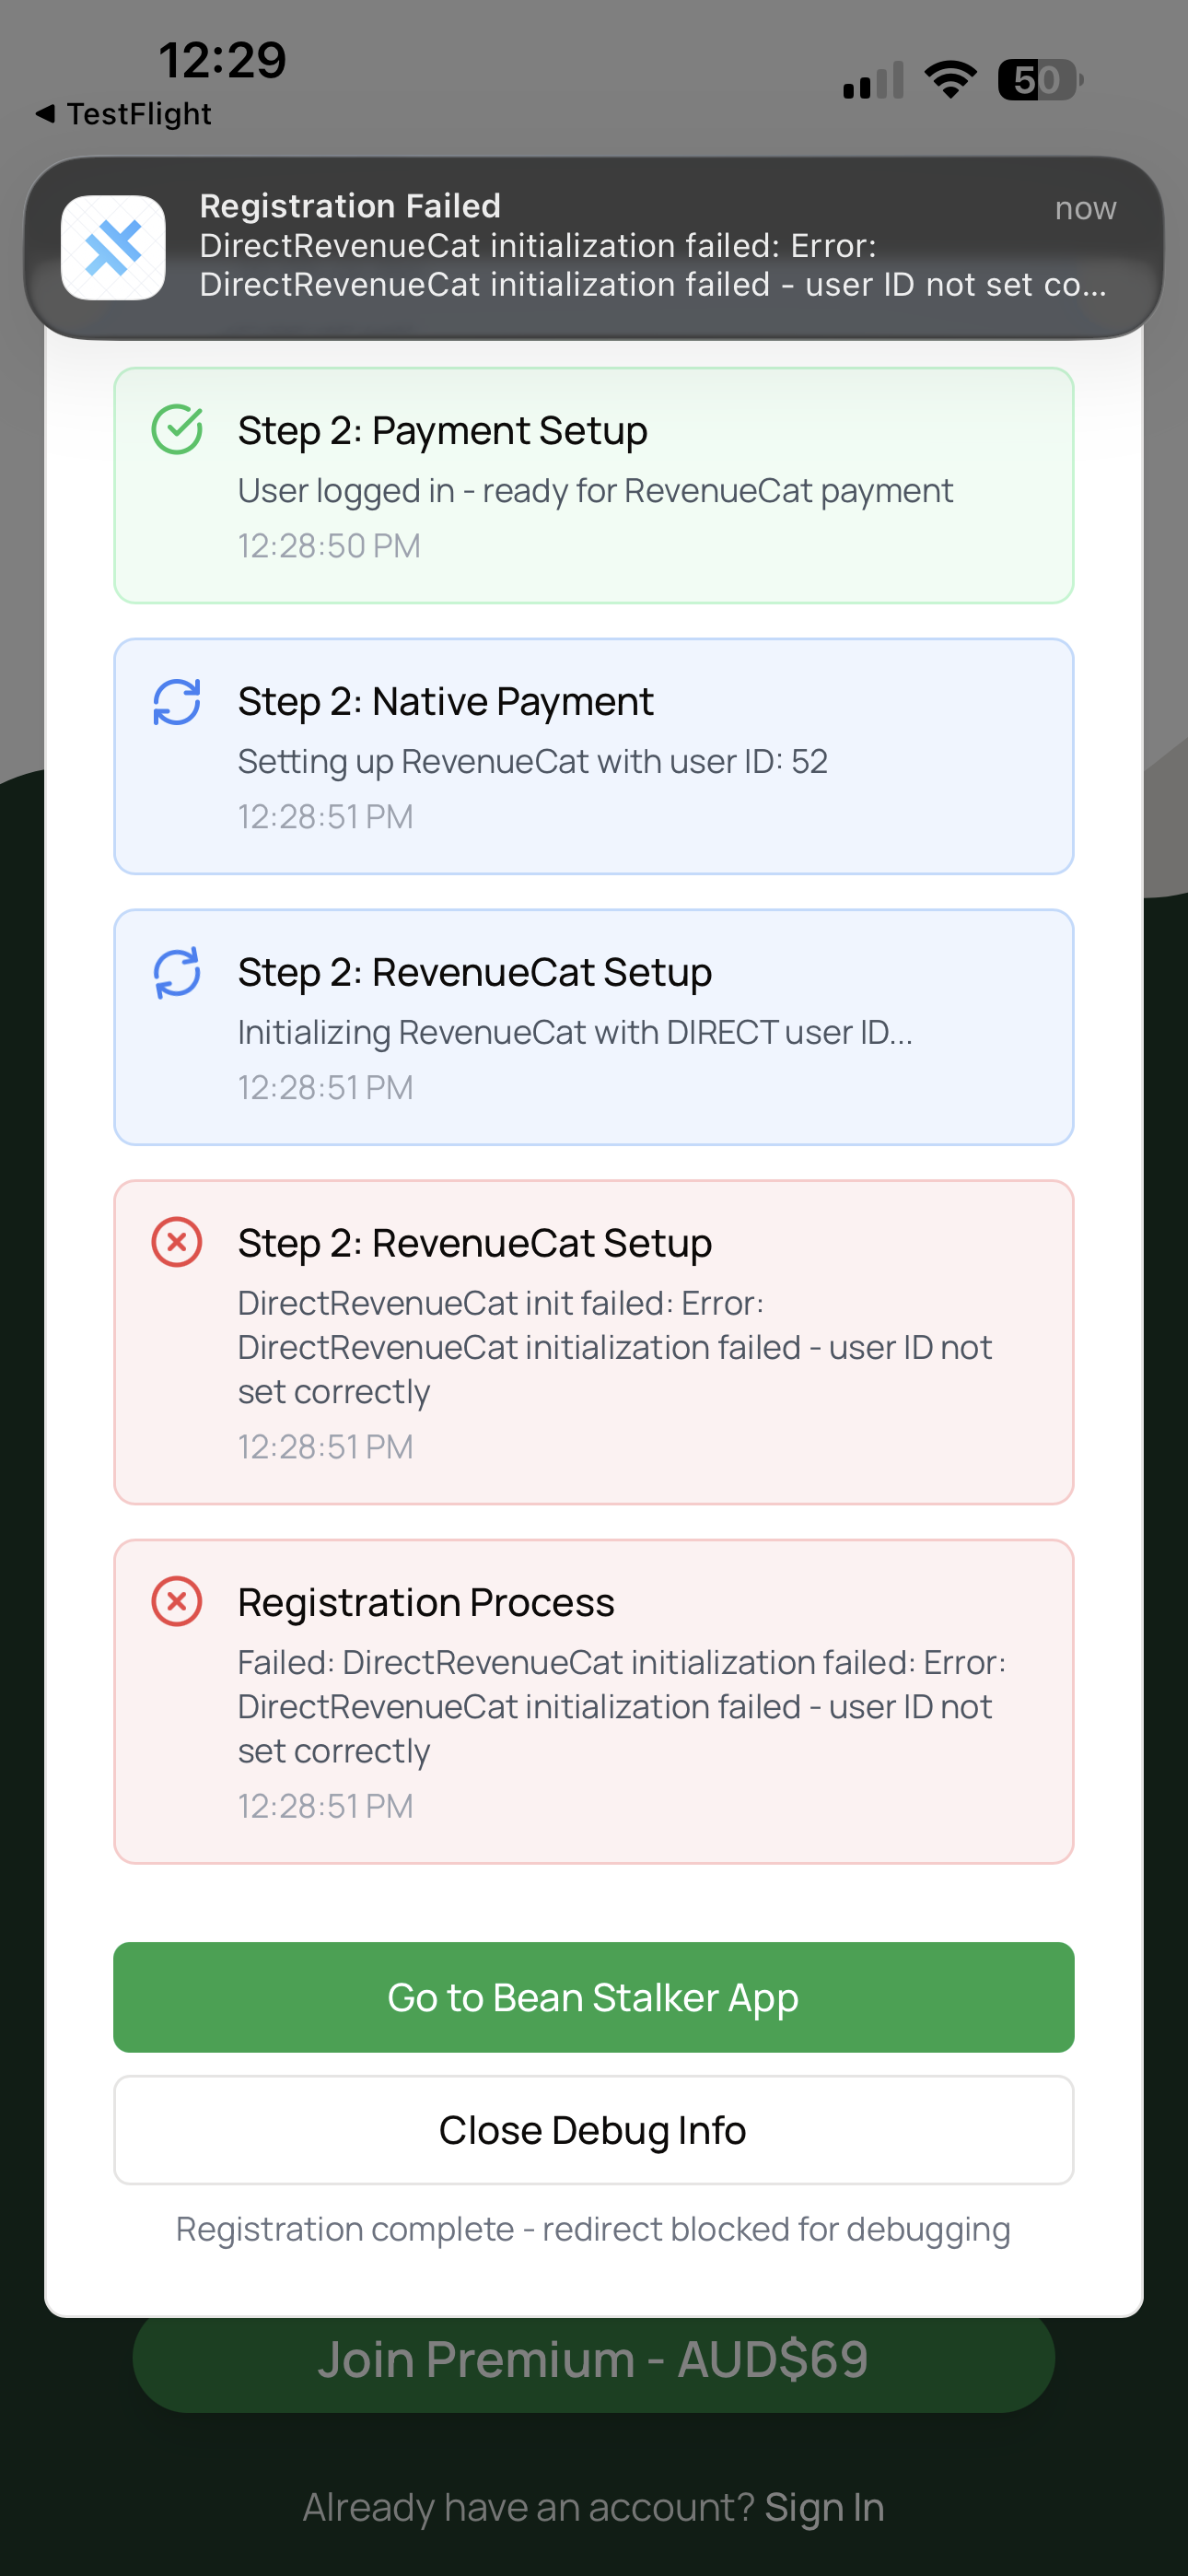 12:29
50
◀ TestFlight
Registration Failed
now
DirectRevenueCat initialization failed: Error:
DirectRevenueCat initialization failed - user ID not set co...
Step 2: Payment Setup
User logged in - ready for RevenueCat payment
12:28:50 PM
Step 2: Native Payment
Setting up RevenueCat with user ID: 52
12:28:51 PM
Step 2: RevenueCat Setup
Initializing RevenueCat with DIRECT user ID...
12:28:51 PM
Step 2: RevenueCat Setup
DirectRevenueCat init failed: Error:
DirectRevenueCat initialization failed - user ID not
set correctly
12:28:51 PM
Registration Process
Failed: DirectRevenueCat initialization failed: Error:
DirectRevenueCat initialization failed - user ID not
set correctly
12:28:51 PM
Go to Bean Stalker App
Close Debug Info
Registration complete - redirect blocked for debugging
Join Premium - AUD$69
Already have an account? Sign In